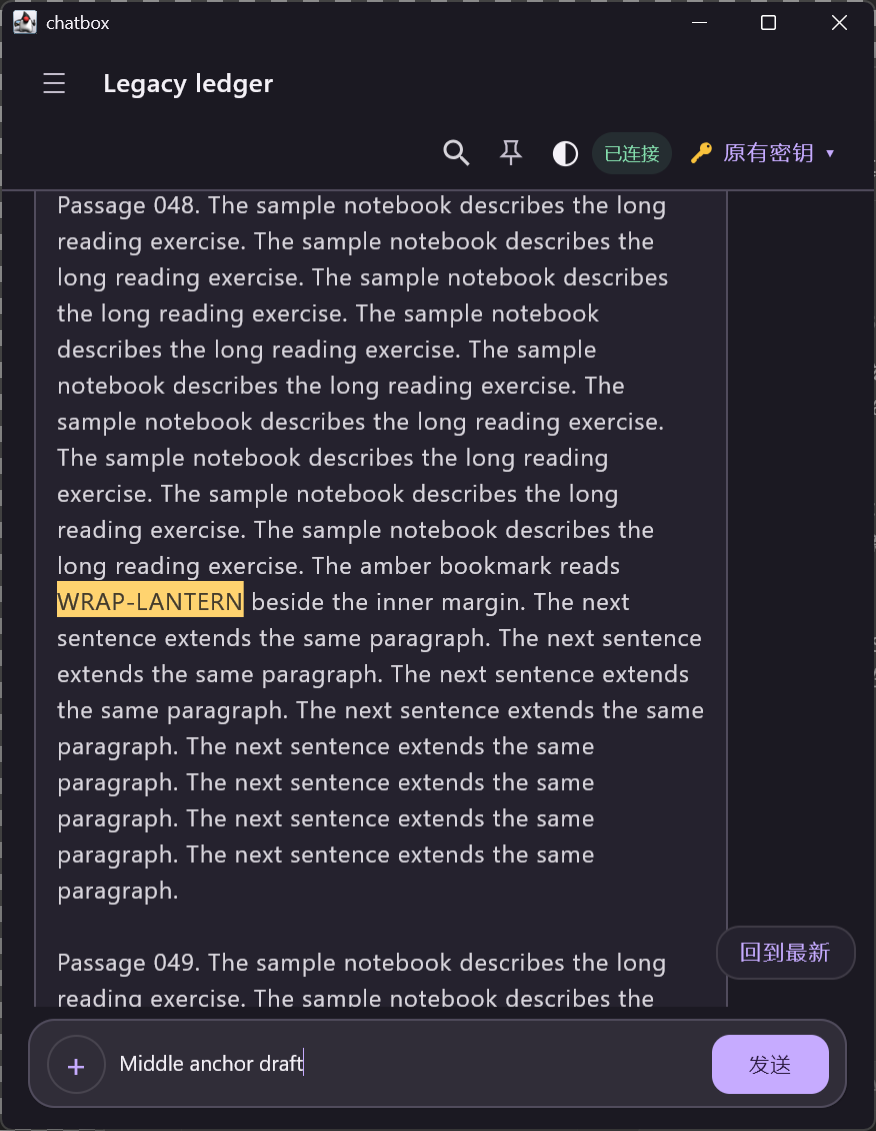 chatbox
Legacy ledger
已连接
原有密钥
Passage 048. The sample notebook describes the long
reading exercise. The sample notebook describes the
long reading exercise. The sample notebook describes
the long reading exercise. The sample notebook
describes the long reading exercise. The sample
notebook describes the long reading exercise. The
sample notebook describes the long reading exercise.
The sample notebook describes the long reading
exercise. The sample notebook describes the long
reading exercise. The sample notebook describes the
long reading exercise. The amber bookmark reads
WRAP-LANTERN beside the inner margin. The next
sentence extends the same paragraph. The next sentence
extends the same paragraph. The next sentence extends
the same paragraph. The next sentence extends the same
paragraph. The next sentence extends the same
paragraph. The next sentence extends the same
paragraph. The next sentence extends the same
paragraph. The next sentence extends the same
paragraph.
回到最新
Passage 049. The sample notebook describes the long
reading exercise. The sample notebook describes the
Middle anchor draft
发送